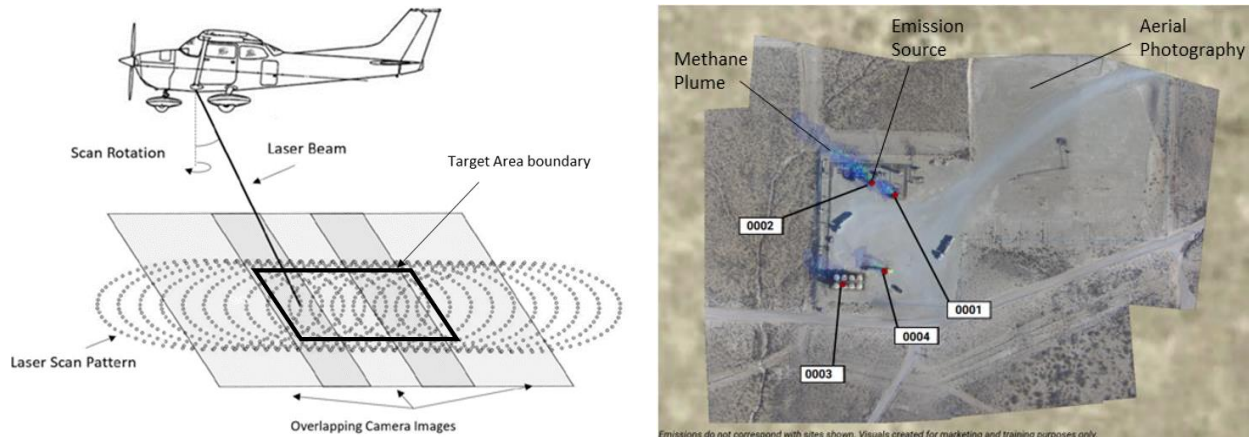 Scan Rotation
Laser Beam
Target Area boundary
Laser Scan Pattern
Overlapping Camera Images
Emission
Source
Aerial
Photography
Methane
Plume
0002
0001
0004
0003
Emissions do not correspond with sites shown. Visuals created for marketing and training purposes only